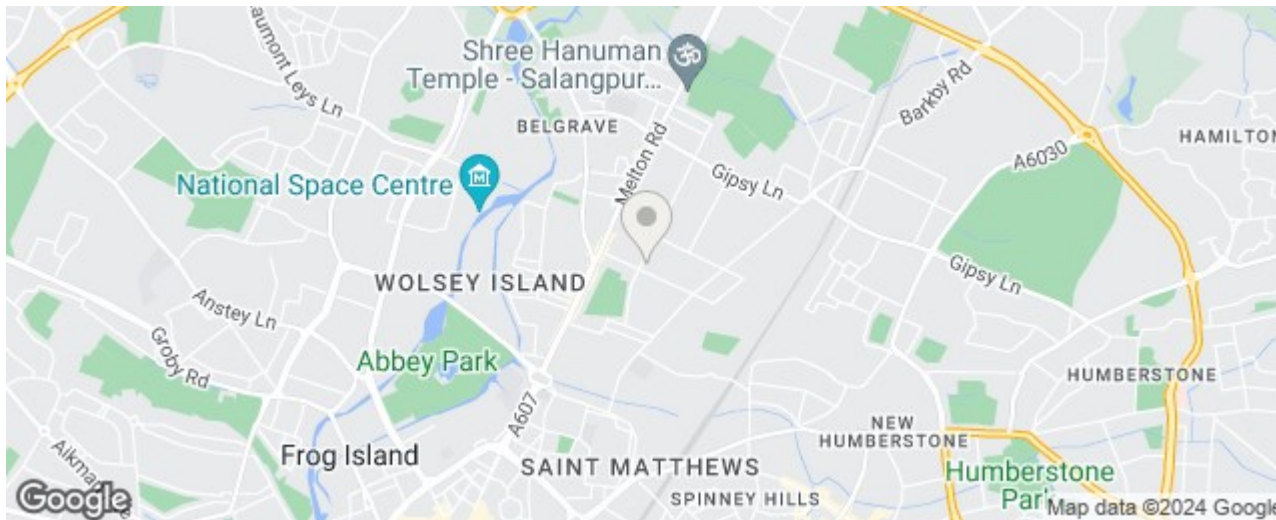 Beaumont Leys Ln
Shree Hanuman
Temple - Salangpur...
BELGRAVE
Melton Rd
Barkby Rd
HAMILTON
A6030
Gipsy Ln
National Space Centre
WOLSEY ISLAND
Gipsy Ln
Anstey Ln
Groby Rd
Abbey Park
HUMBERSTONE
A607
NEW
HUMBERSTONE
Frog Island
SAINT MATTHEWS
Humberstone
Park
SPINNEY HILLS
Aikma
Google
Map data ©2024 Google